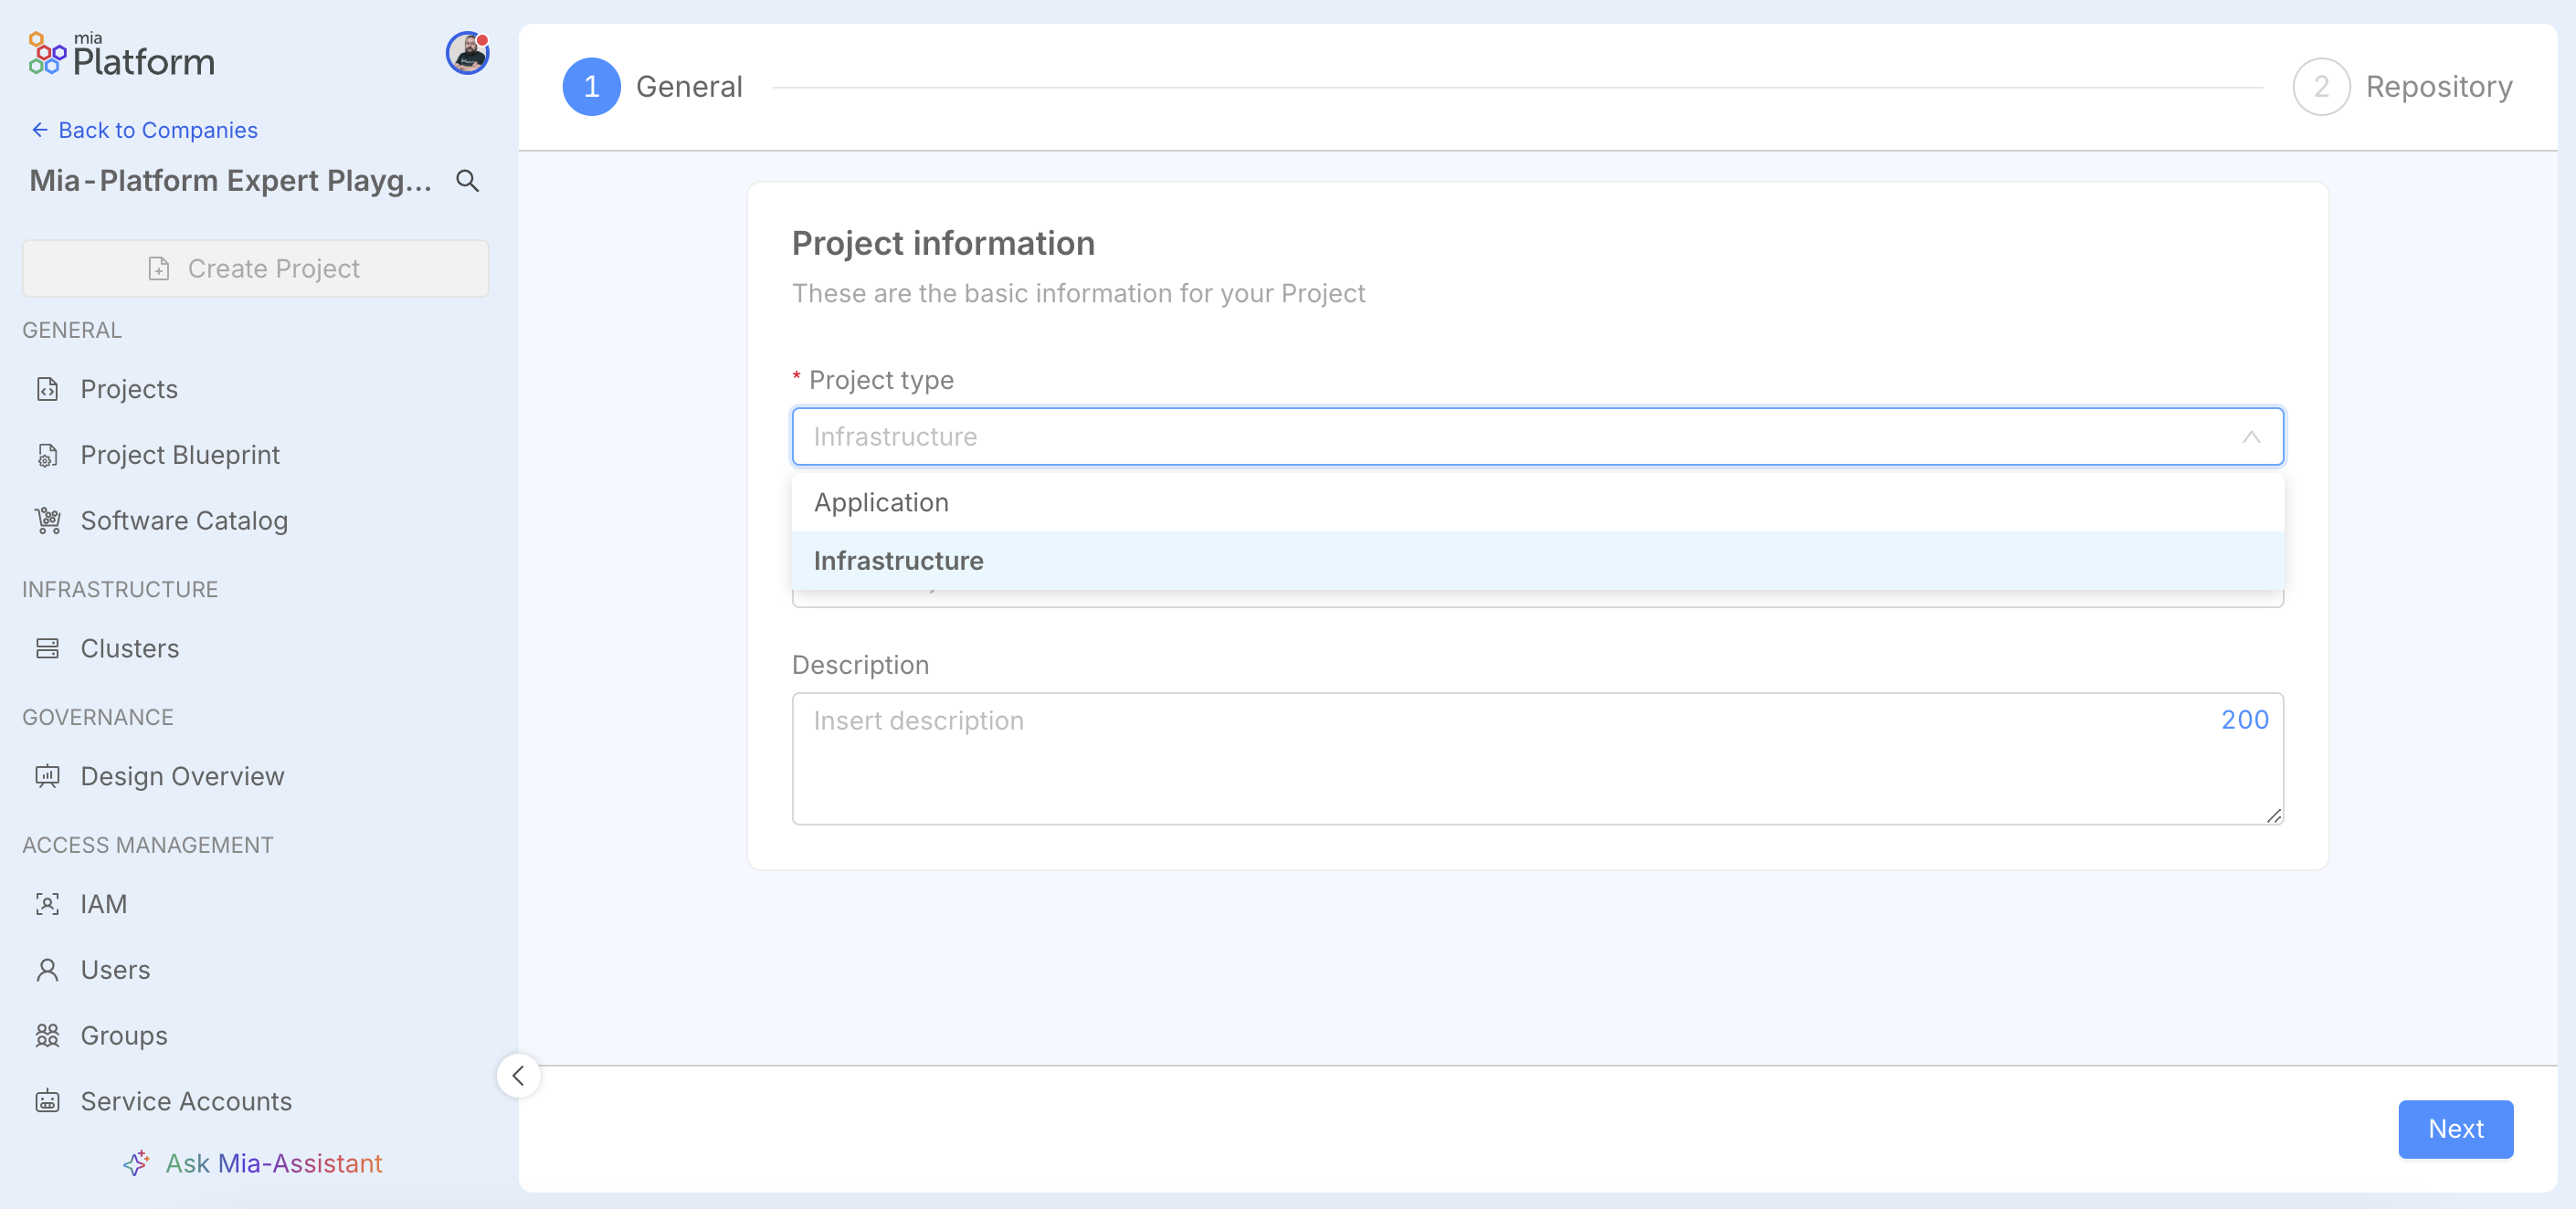 mia
Platform
Back to Companies
Mia-Platform Expert Playg...
Create Project
GENERAL
Projects
Project Blueprint
Software Catalog
INFRASTRUCTURE
Clusters
GOVERNANCE
Design Overview
ACCESS MANAGEMENT
IAM
Users
Groups
Service Accounts
Ask Mia-Assistant
1 General
2 Repository
Project information
These are the basic information for your Project
* Project type
Infrastructure
Application
Infrastructure
Description
Insert description
200
Next